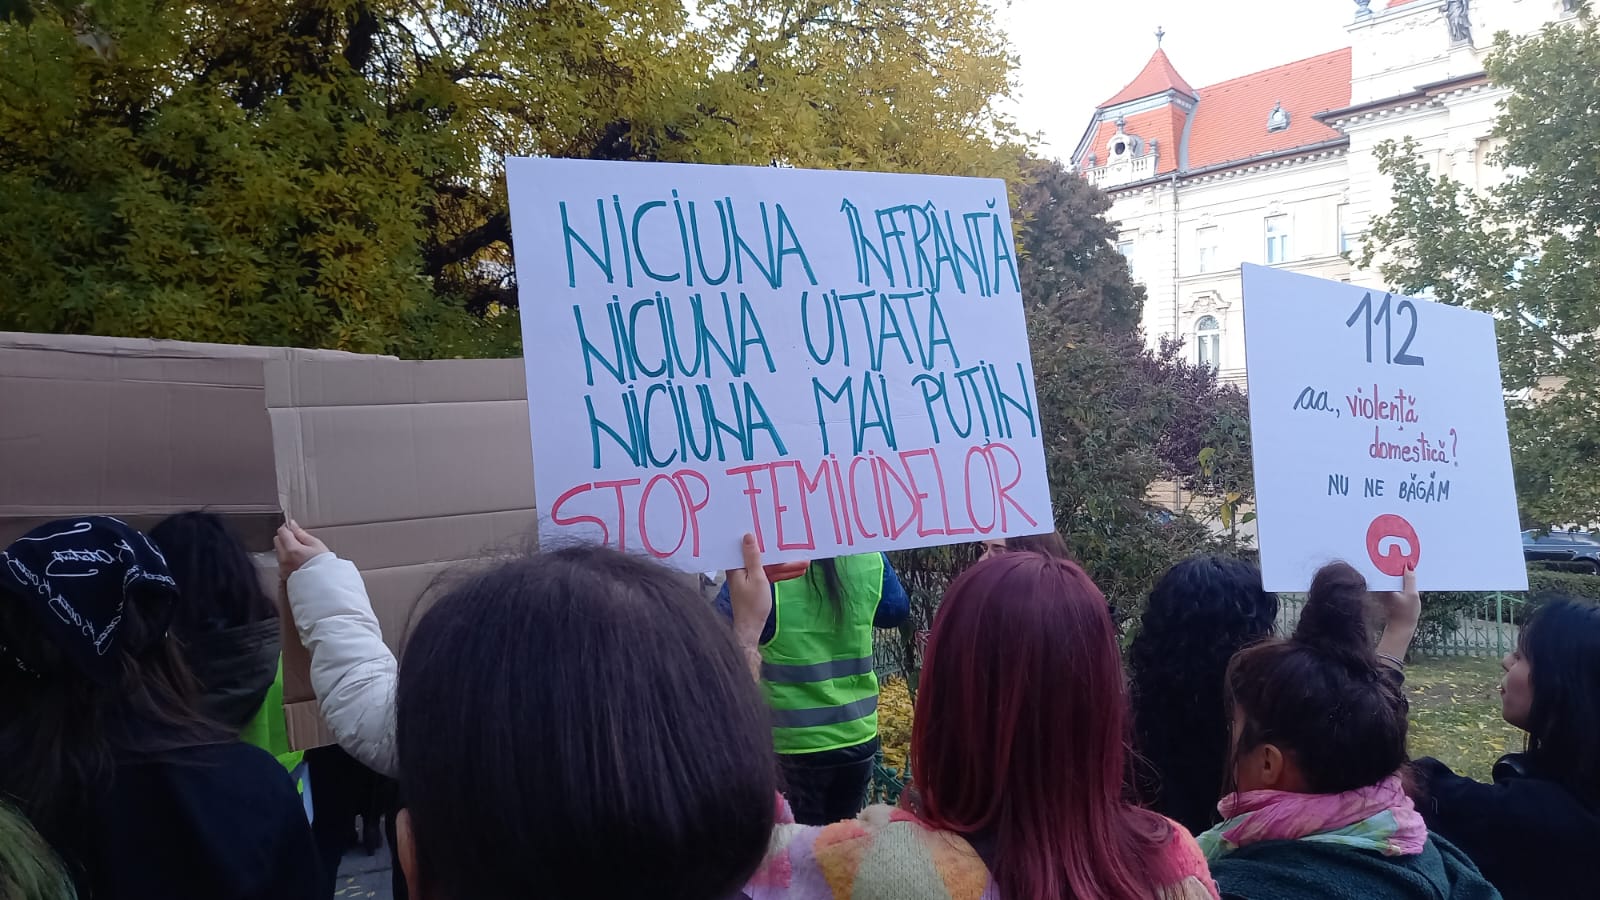 NICIUNA ÎNFRÂNTĂ
NICIUNA UITATĂ
NICIUNA MAI PUȚIN
STOP FEMICIDELOR
112
aa, violență
domestică?
NU NE BĂGĂM